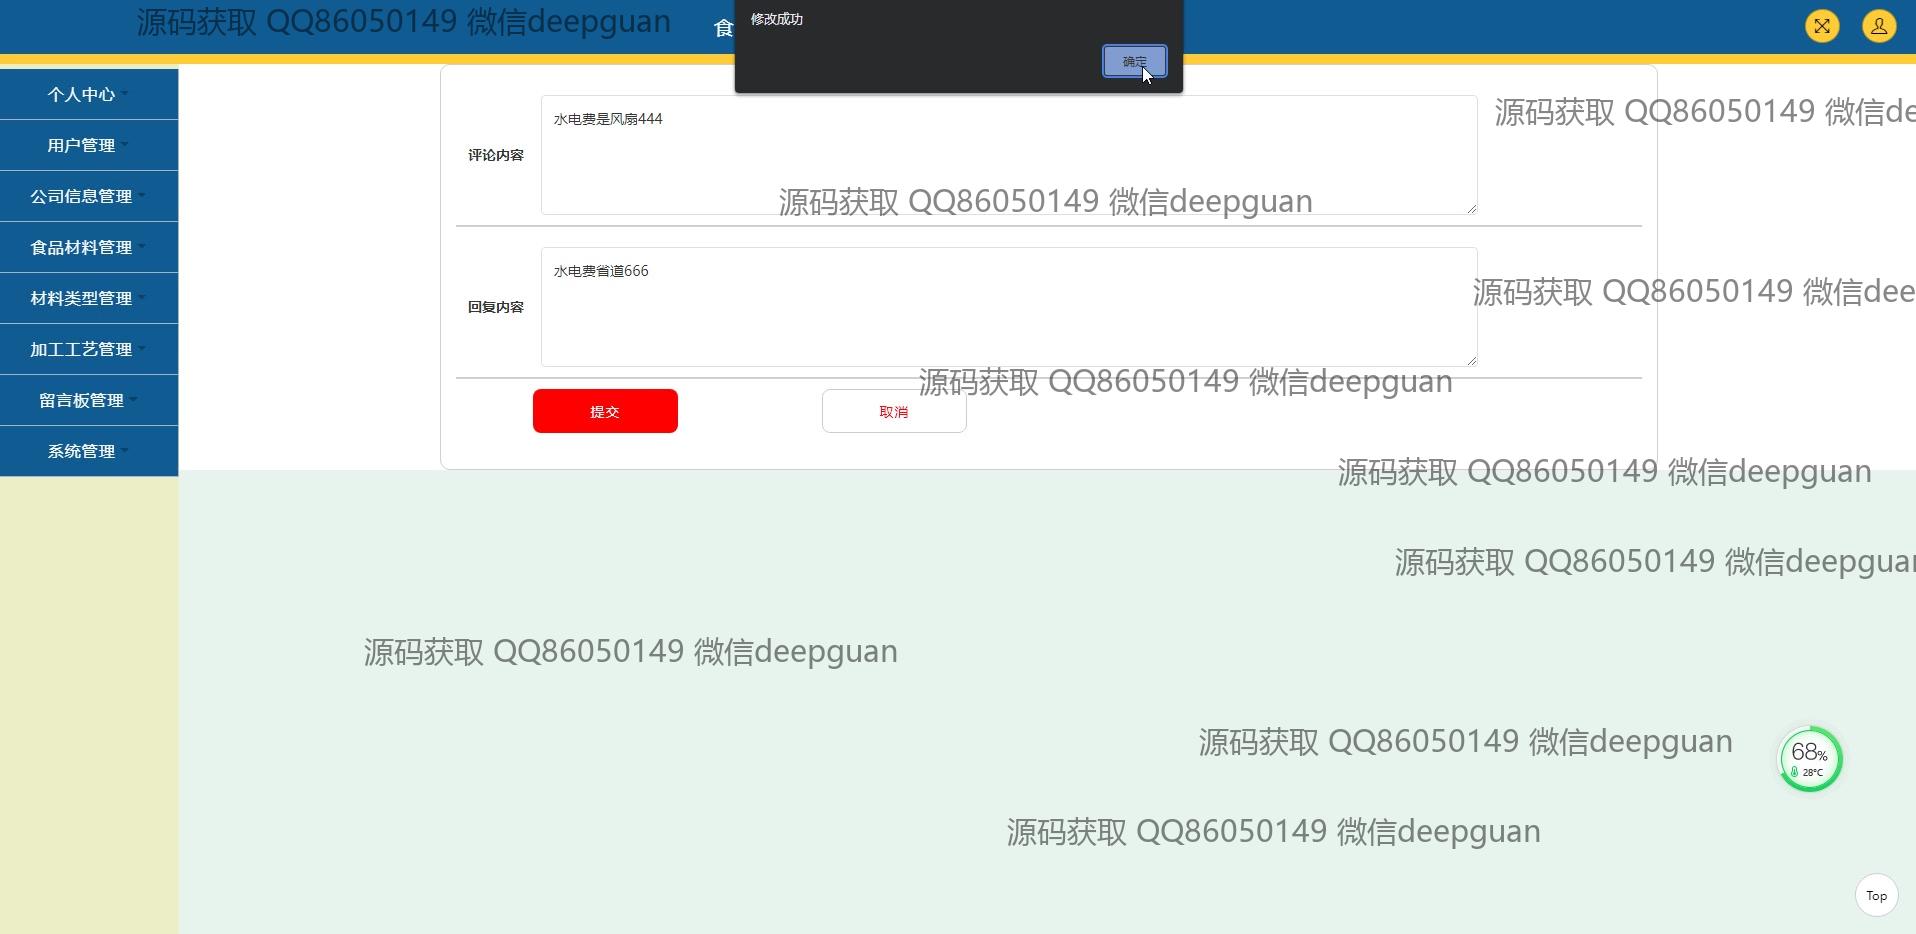 源码获取 QQ86050149 微信deepguan
食
修改成功
确定
个人中心
用户管理
公司信息管理
食品材料管理
材料类型管理
加工工艺管理
留言板管理
系统管理
源码获取 QQ86050149 微信dee
评论内容
水电费是风扇444
源码获取 QQ86050149 微信deepguan
回复内容
水电费省道666
源码获取 QQ86050149 微信dee
源码获取 QQ86050149 微信deepguan
提交
取消
源码获取 QQ86050149 微信deepguan
源码获取 QQ86050149 微信deepguan
源码获取 QQ86050149 微信deepguan
源码获取 QQ86050149 微信deepguan
68%
28°C
源码获取 QQ86050149 微信deepguan
Top